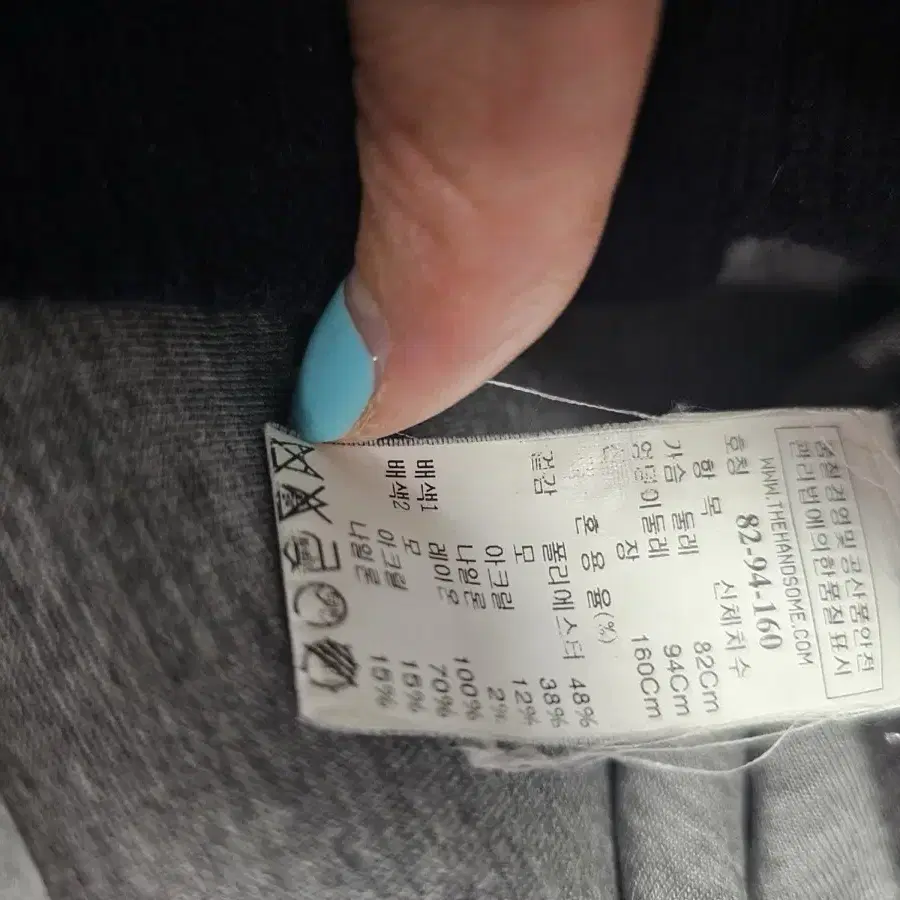 품질경영및공산품안전
관리법에의한품질표시
WWW.THEHANDSOME.COM
호칭 82-94-160
항 목 신체치수
가슴 둘레 82Cm
엉덩이둘레 94Cm
신 장 160Cm
혼 용 율(%)
겉감 폴리에스터 48%
모 38%
아크릴 12%
나일론 2%
배색1 레이온 100%
배색2 모 70%
아크릴 15%
나일론 15%